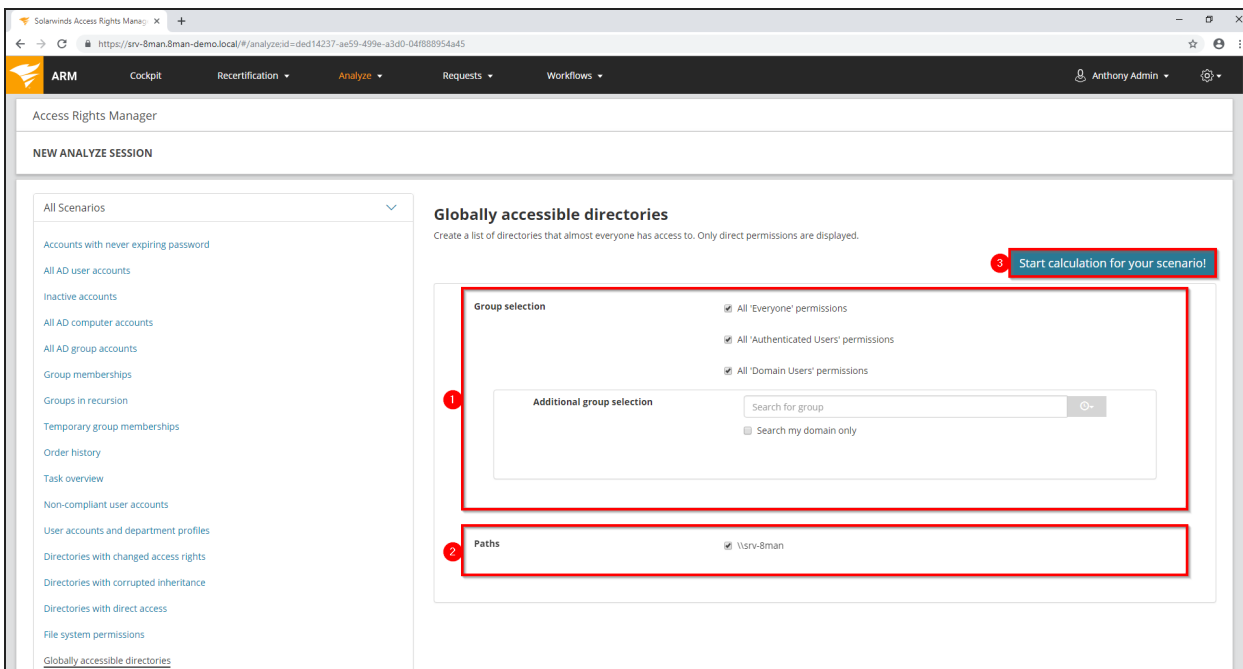 Solarwinds Access Rights Manag
https://srv-8man.8man-demo.local/#/analyze;id=ded14237-ae59-499e-a3d0-04f888954a45
ARM Cockpit Recertification Analyze Requests Workflows Anthony Admin
Access Rights Manager
NEW ANALYZE SESSION
All Scenarios
Accounts with never expiring password
All AD user accounts
Inactive accounts
All AD computer accounts
All AD group accounts
Group memberships
Groups in recursion
Temporary group memberships
Order history
Task overview
Non-compliant user accounts
User accounts and department profiles
Directories with changed access rights
Directories with corrupted inheritance
Directories with direct access
File system permissions
Globally accessible directories
Globally accessible directories
Create a list of directories that almost everyone has access to. Only direct permissions are displayed.
3 Start calculation for your scenario!
Group selection
All 'Everyone' permissions
All 'Authenticated Users' permissions
All 'Domain Users' permissions
1
Additional group selection
Search for group
Search my domain only
2
Paths
\\srv-8man